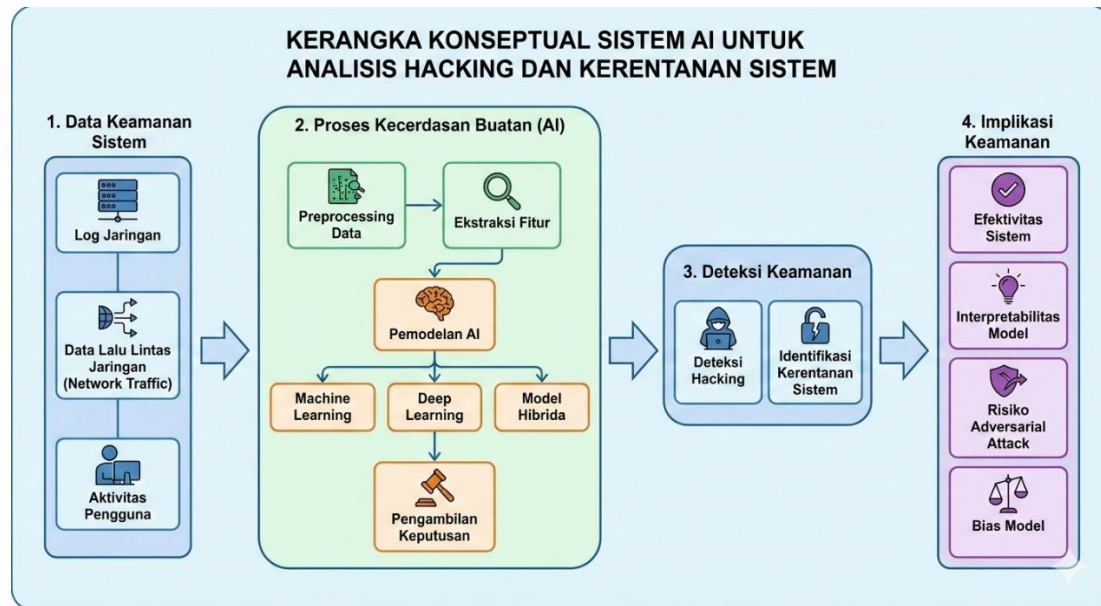 KERANGKA KONSEPTUAL SISTEM AI UNTUK
ANALISIS HACKING DAN KERENTANAN SISTEM
1. Data Keamanan
Sistem
Log Jaringan
Data Lalu Lintas
Jaringan
(Network Traffic)
Aktivitas
Pengguna
2. Proses Kecerdasan Buatan (AI)
Preprocessing
Data
Ekstraksi Fitur
Pemodelan AI
Machine
Learning
Deep
Learning
Model
Hibrida
Pengambilan
Keputusan
3. Deteksi Keamanan
Deteksi
Hacking
Identifikasi
Kerentanan
Sistem
4. Implikasi
Keamanan
Efektivitas
Sistem
Interpretabilitas
Model
Risiko
Adversarial
Attack
Bias Model